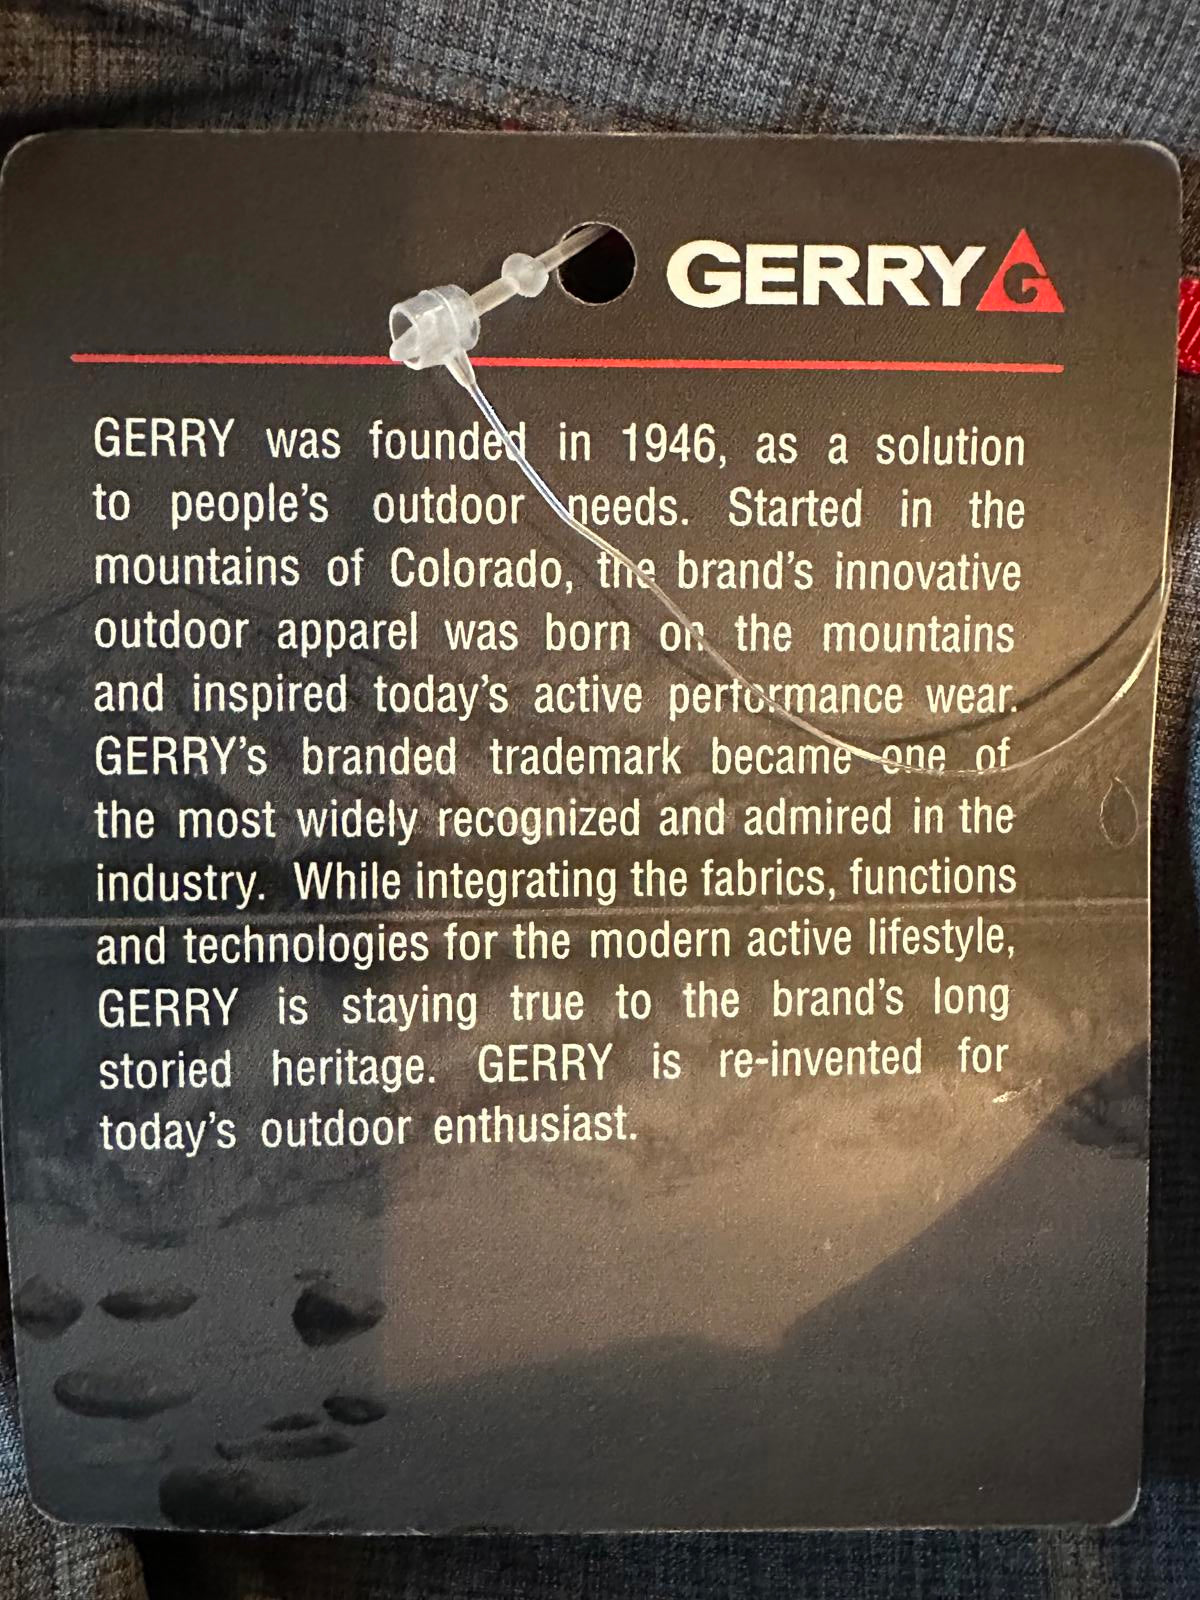 GERRY
GERRY was founded in 1946, as a solution
to people's outdoor needs. Started in the
mountains of Colorado, the brand's innovative
outdoor apparel was born on the mountains
and inspired today's active performance wear.
GERRY's branded trademark became one of
the most widely recognized and admired in the
industry. While integrating the fabrics, functions
and technologies for the modern active lifestyle,
GERRY is staying true to the brand's long
storied heritage. GERRY is re-invented for
today's outdoor enthusiast.